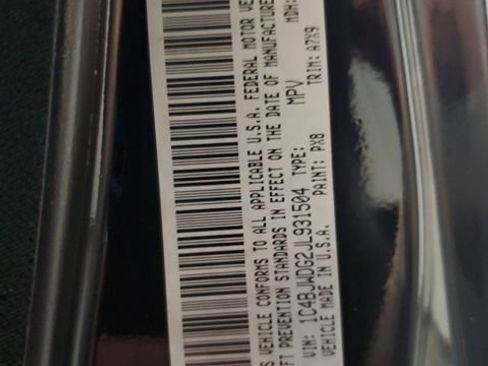 S VEHICLE CONFORMS TO ALL APPLICABLE U.S.A. FEDERAL MOTOR VE
FT PREVENTION STANDARDS IN EFFECT ON THE DATE OF MANUFACTURE
VIN: 1C4BJWDG2JL931504 TYPE: MPV MDH:
VEHICLE MADE IN U.S.A. PAINT: PX8 TRIM: A7X9